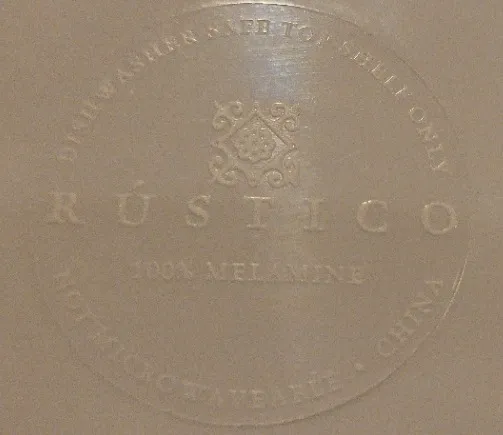 DISHWASHER SAFE TOP SHELF ONLY
RÚSTICO
100% MELAMINE
NOT MICROWAVEABLE • CHINA